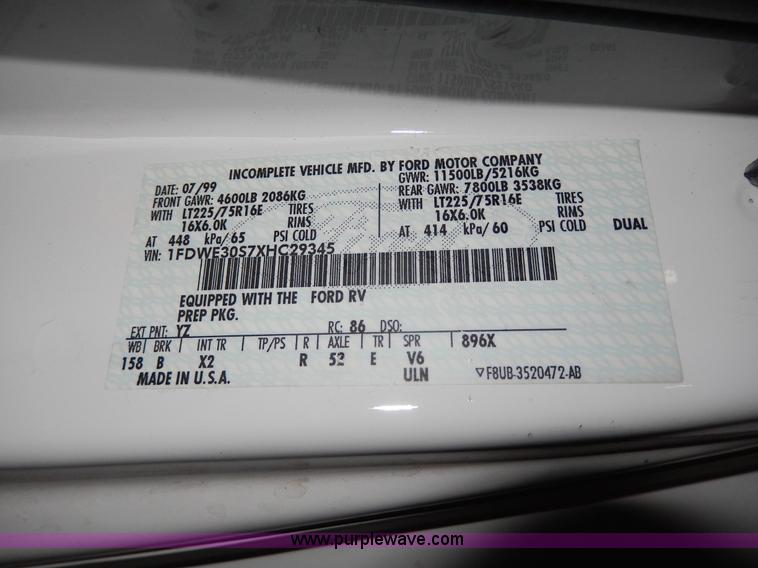 INCOMPLETE VEHICLE MFD. BY FORD MOTOR COMPANY
DATE: 07/99 GVWR: 11500LB/5216KG
FRONT GAWR: 4600LB 2086KG REAR GAWR: 7800LB 3538KG
WITH LT225/75R16E TIRES WITH LT225/75R16E TIRES
16X6.0K RIMS 16X6.0K RIMS DUAL
AT 448 kPa/65 PSI COLD AT 414 kPa/60 PSI COLD
VIN: 1FDWE30S7XHC29345
EQUIPPED WITH THE FORD RV
PREP PKG.
EXT PNT: YZ RC: 86 DSO:
WB BRK INT TR TP/PS R AXLE TR SPR 896X
158 B X2 R 52 E V6
MADE IN U.S.A. ULN ▽F8UB-3520472-AB
www.purplewave.com